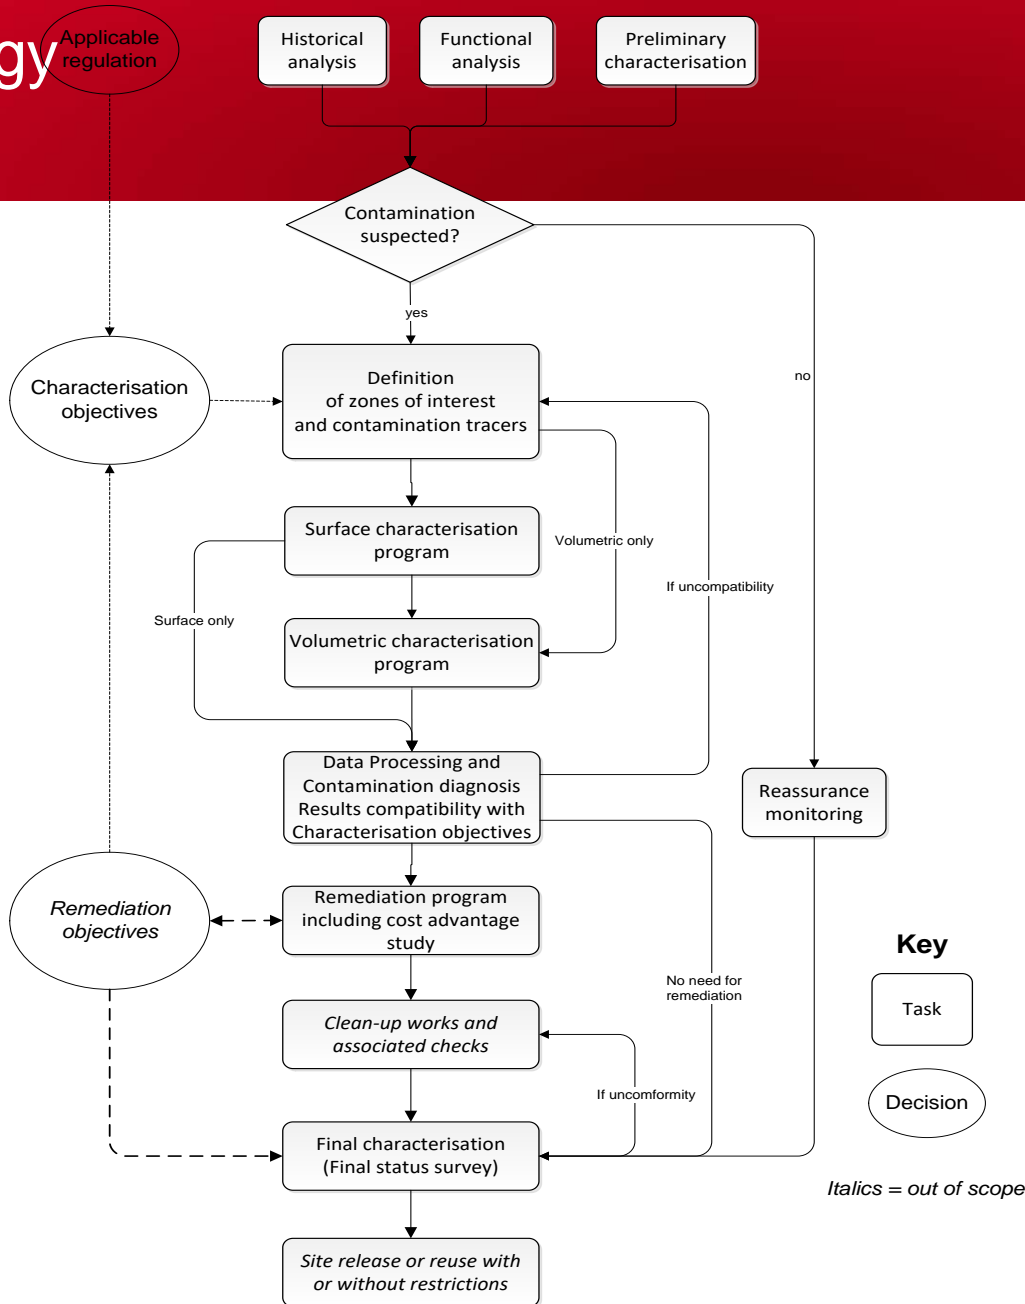 gy
Applicable
regulation
Historical
analysis
Functional
analysis
Preliminary
characterisation
Contamination
suspected?
yes
no
Characterisation
objectives
Definition
of zones of interest
and contamination tracers
Surface characterisation
program
Volumetric only
If uncompatibility
Surface only
Volumetric characterisation
program
Data Processing and
Contamination diagnosis
Results compatibility with
Characterisation objectives
Reassurance
monitoring
Remediation
objectives
Remediation program
including cost advantage
study
No need for
remediation
Key
Task
Clean-up works and
associated checks
If uncomformity
Decision
Final characterisation
(Final status survey)
Italics = out of scope
Site release or reuse with
or without restrictions